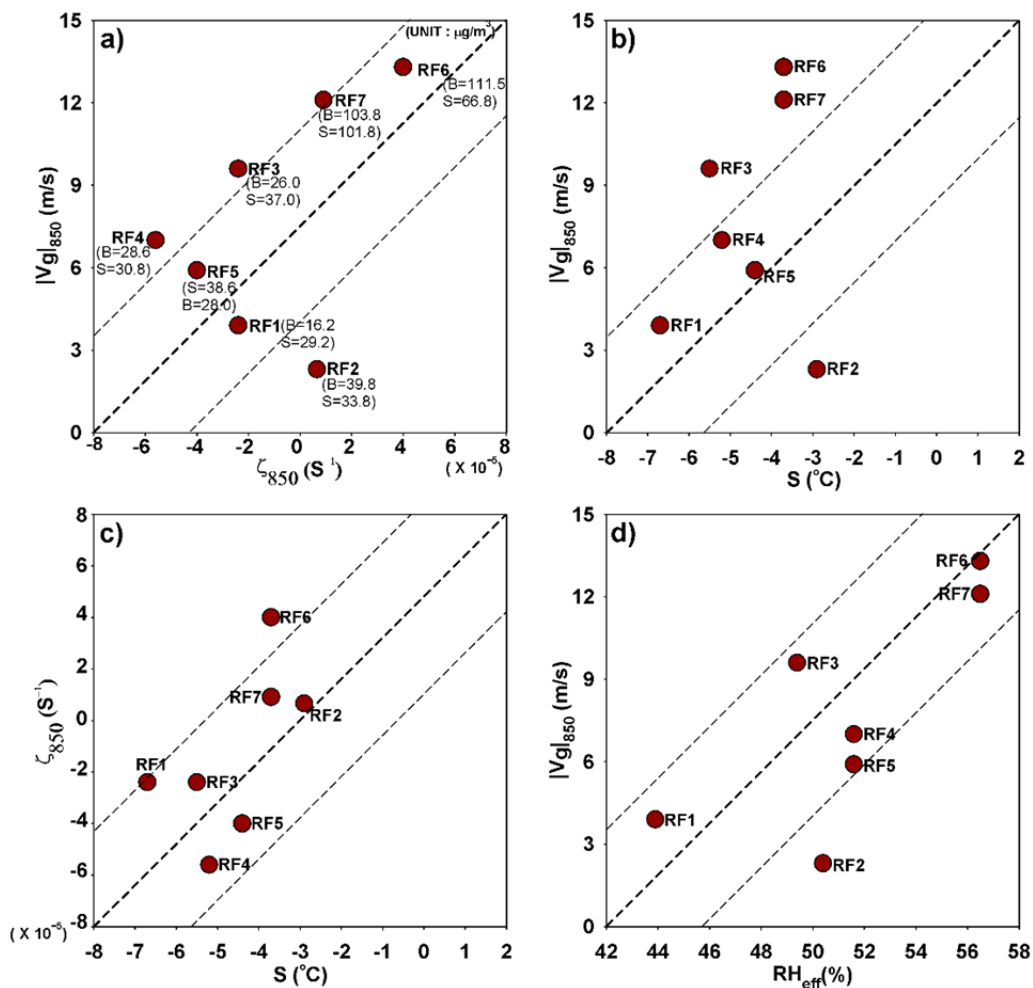 a)
(UNIT : μg/m³)
15
12
9
6
3
0
|Vg|850 (m/s)
RF6
(B=111.5
S=66.8)
RF7
(B=103.8
S=101.8)
RF3
(B=26.0
S=37.0)
RF4
(B=28.6
S=30.8)
RF5
(S=38.6
B=28.0)
RF1
(B=16.2
S=29.2)
RF2
(B=39.8
S=33.8)
-8 -6 -4 -2 0 2 4 6 8
ζ850 (S⁻¹)
( X 10⁻⁵)
b)
15
12
9
6
3
0
|Vg|850 (m/s)
RF6
RF7
RF3
RF4
RF5
RF1
RF2
-8 -7 -6 -5 -4 -3 -2 -1 0 1 2
S (°C)
c)
8
6
4
2
0
-2
-4
-6
-8
ζ850 (S⁻¹)
( X 10⁻⁵)
RF6
RF7
RF2
RF1
RF3
RF5
RF4
-8 -7 -6 -5 -4 -3 -2 -1 0 1 2
S (°C)
d)
15
12
9
6
3
0
|Vg|850 (m/s)
RF6
RF7
RF3
RF4
RF5
RF1
RF2
42 44 46 48 50 52 54 56 58
RHeff(%)